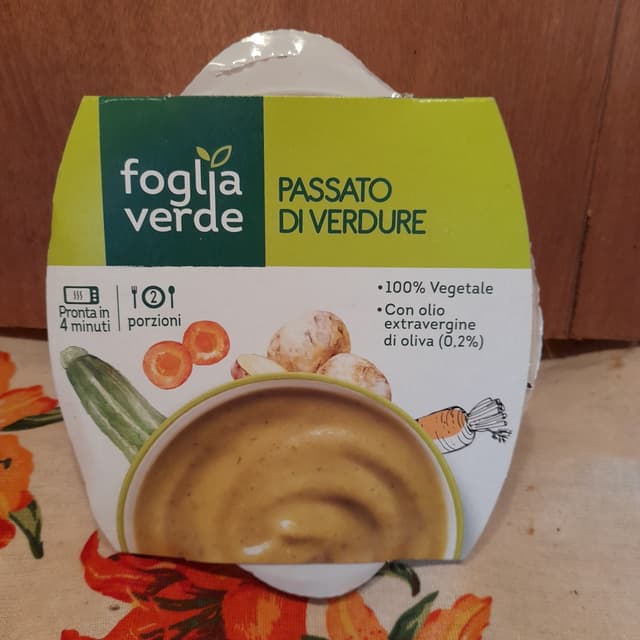 foglia
verde
PASSATO
DI VERDURE
Pronta in
4 minuti
2
porzioni
•100% Vegetale
•Con olio
extravergine
di oliva (0,2%)